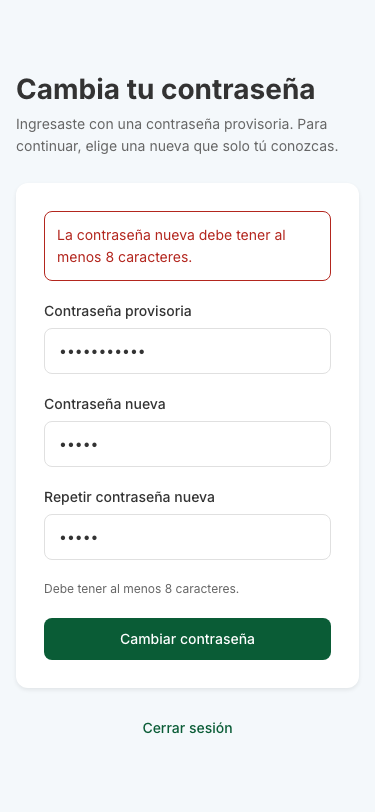 Cambia tu contraseña
Ingresaste con una contraseña provisoria. Para
continuar, elige una nueva que solo tú conozcas.
La contraseña nueva debe tener al
menos 8 caracteres.
Contraseña provisoria
•••••••••••
Contraseña nueva
•••••
Repetir contraseña nueva
•••••
Debe tener al menos 8 caracteres.
Cambiar contraseña
Cerrar sesión